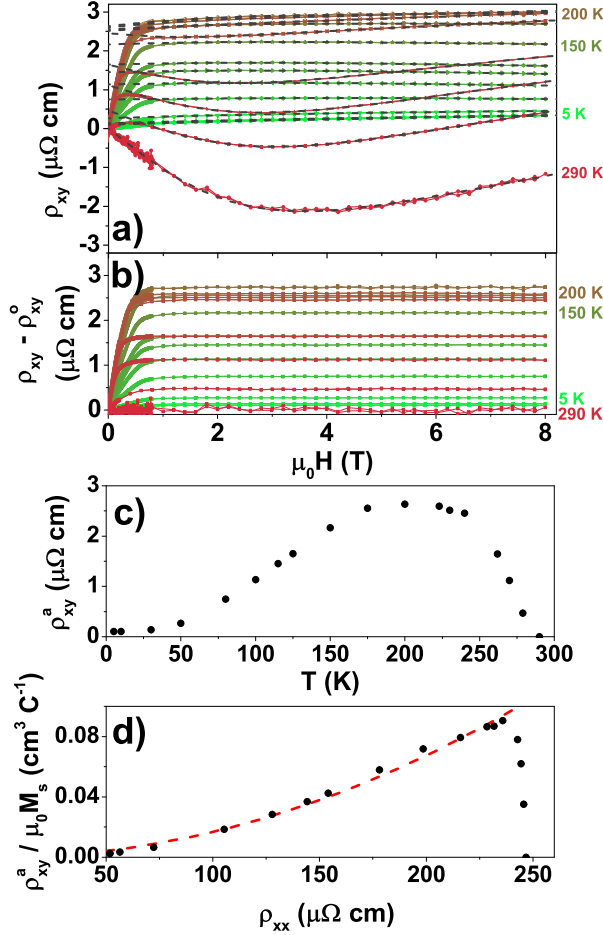 3
2
1
0
-1
-2
-3
ρxy (μΩ cm)
a)
200 K
150 K
5 K
290 K
3
2
1
0
ρxy - ρxy^o
(μΩ cm)
b)
200 K
150 K
5 K
290 K
0 2 4 6 8
μ0H (T)
3
2
1
0
ρxy^a (μΩ cm)
c)
0 50 100 150 200 250 300
T (K)
0.08
0.04
0.00
ρxy^a / μ0Ms (cm³ C⁻¹)
d)
50 100 150 200 250
ρxx (μΩ cm)